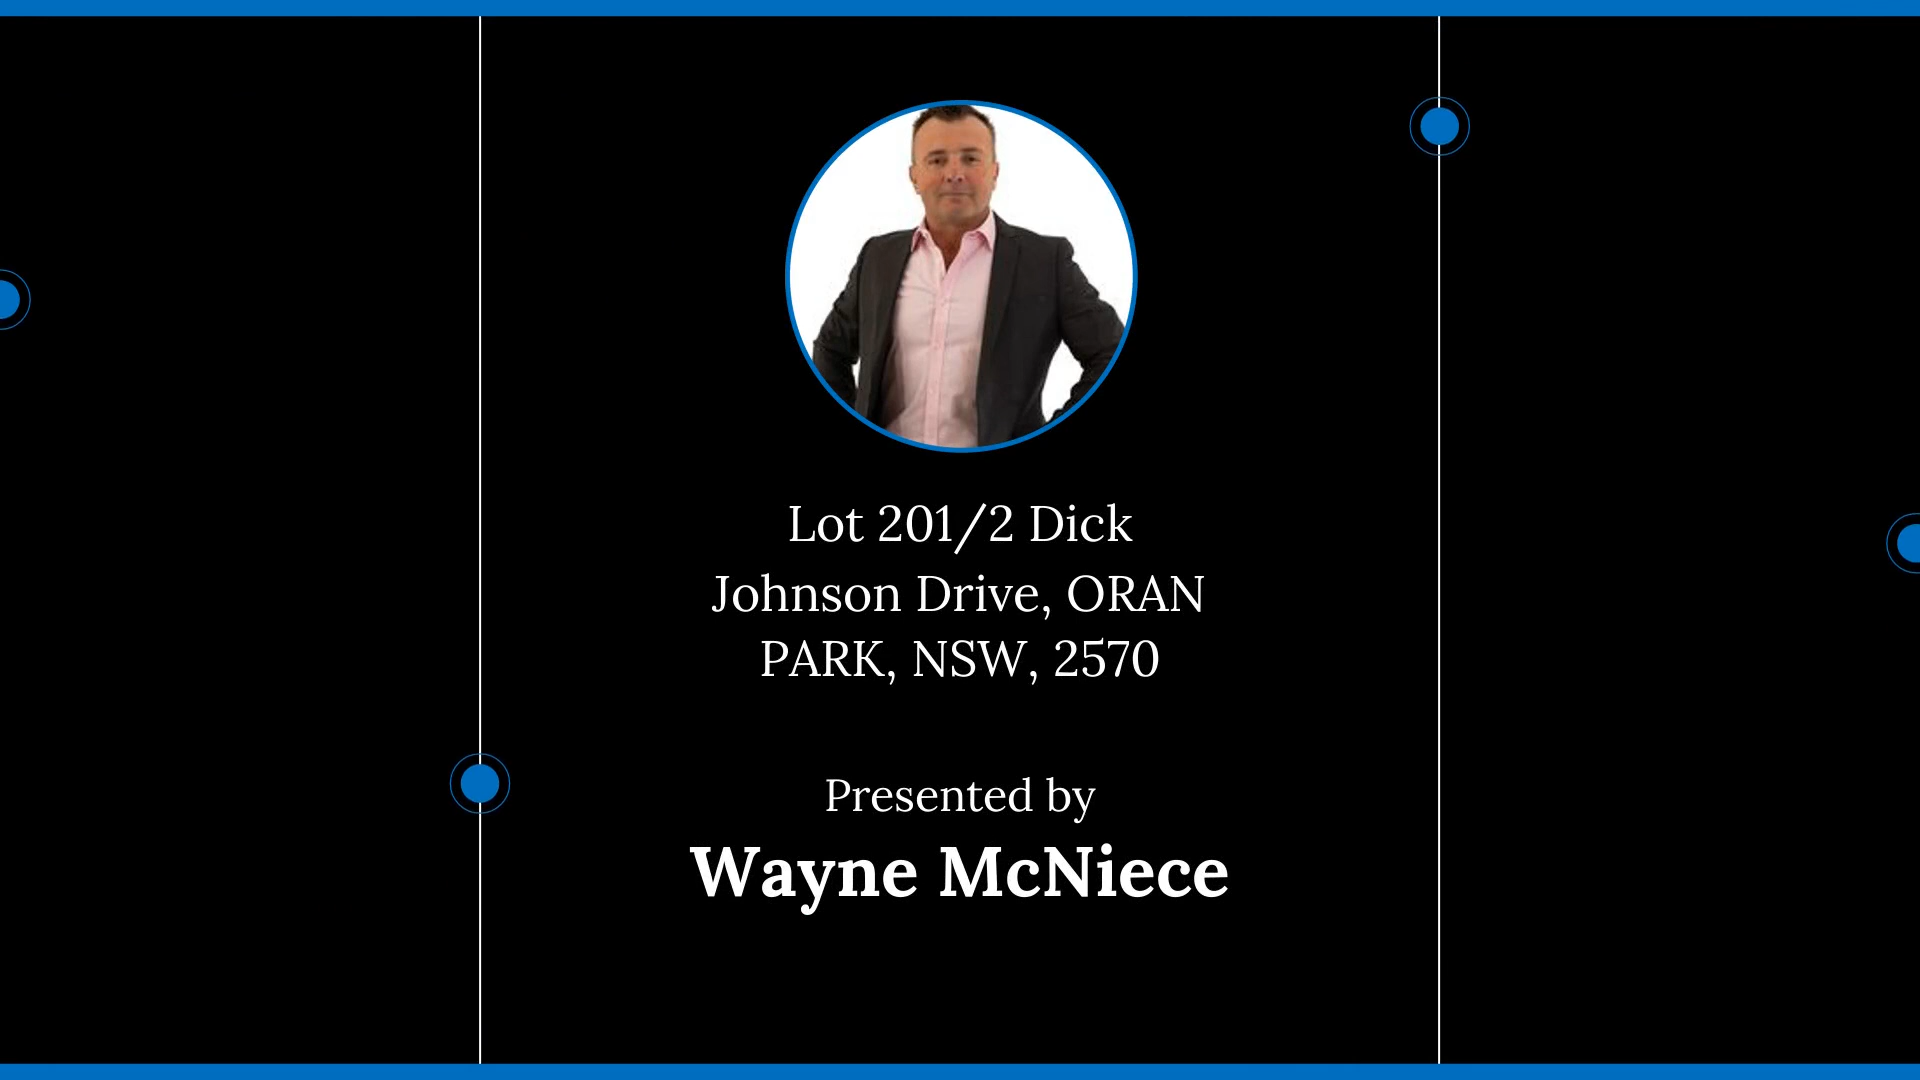 Lot 201/2 Dick
Johnson Drive, ORAN
PARK, NSW, 2570
Presented by
Wayne McNiece